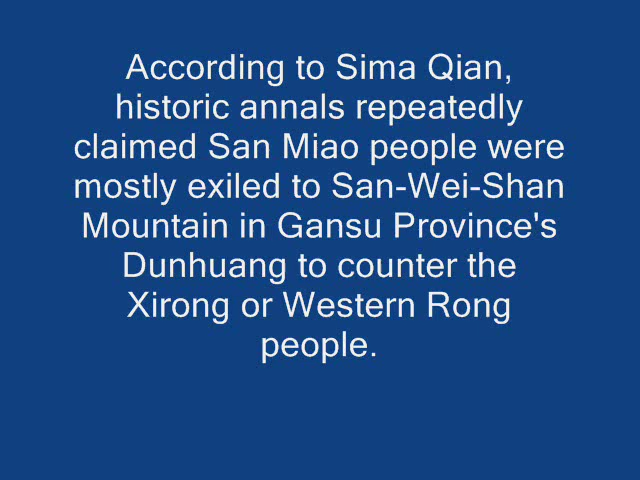 According to Sima Qian,
historic annals repeatedly
claimed San Miao people were
mostly exiled to San-Wei-Shan
Mountain in Gansu Province's
Dunhuang to counter the
Xirong or Western Rong
people.